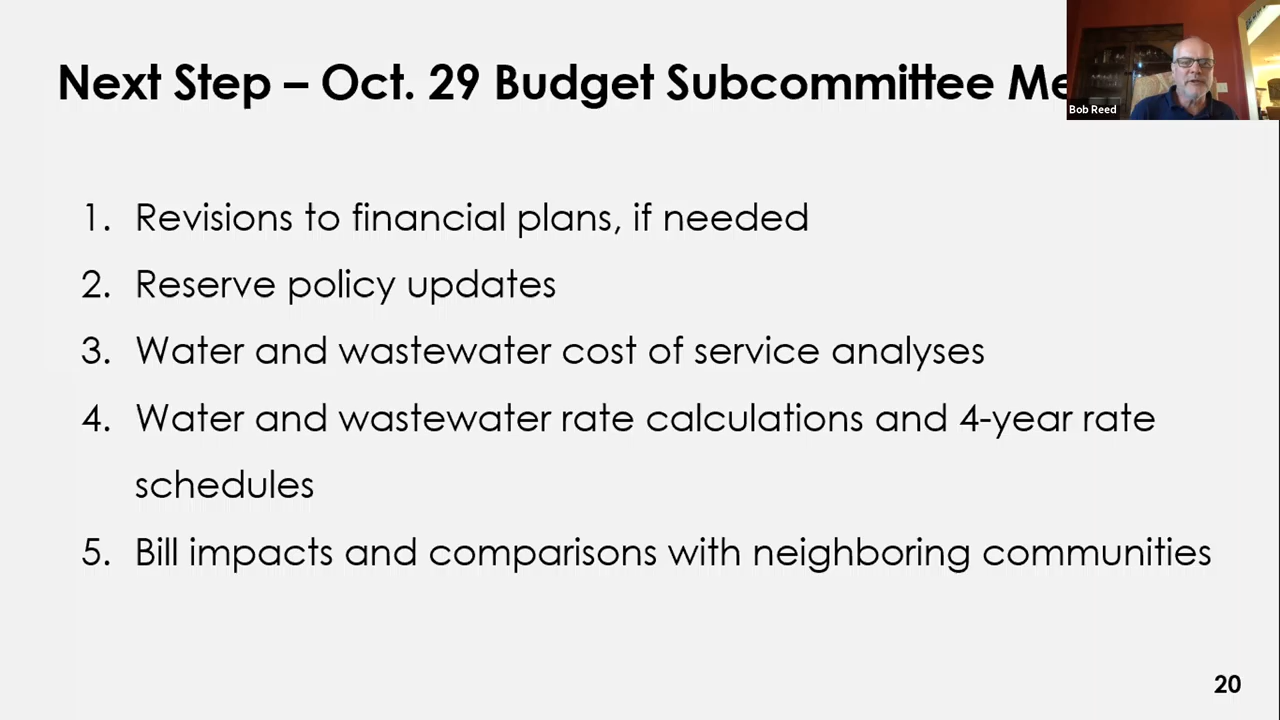 Next Step – Oct. 29 Budget Subcommittee
Bob Reed
1. Revisions to financial plans, if needed
2. Reserve policy updates
3. Water and wastewater cost of service analyses
4. Water and wastewater rate calculations and 4-year rate
schedules
5. Bill impacts and comparisons with neighboring communities
20